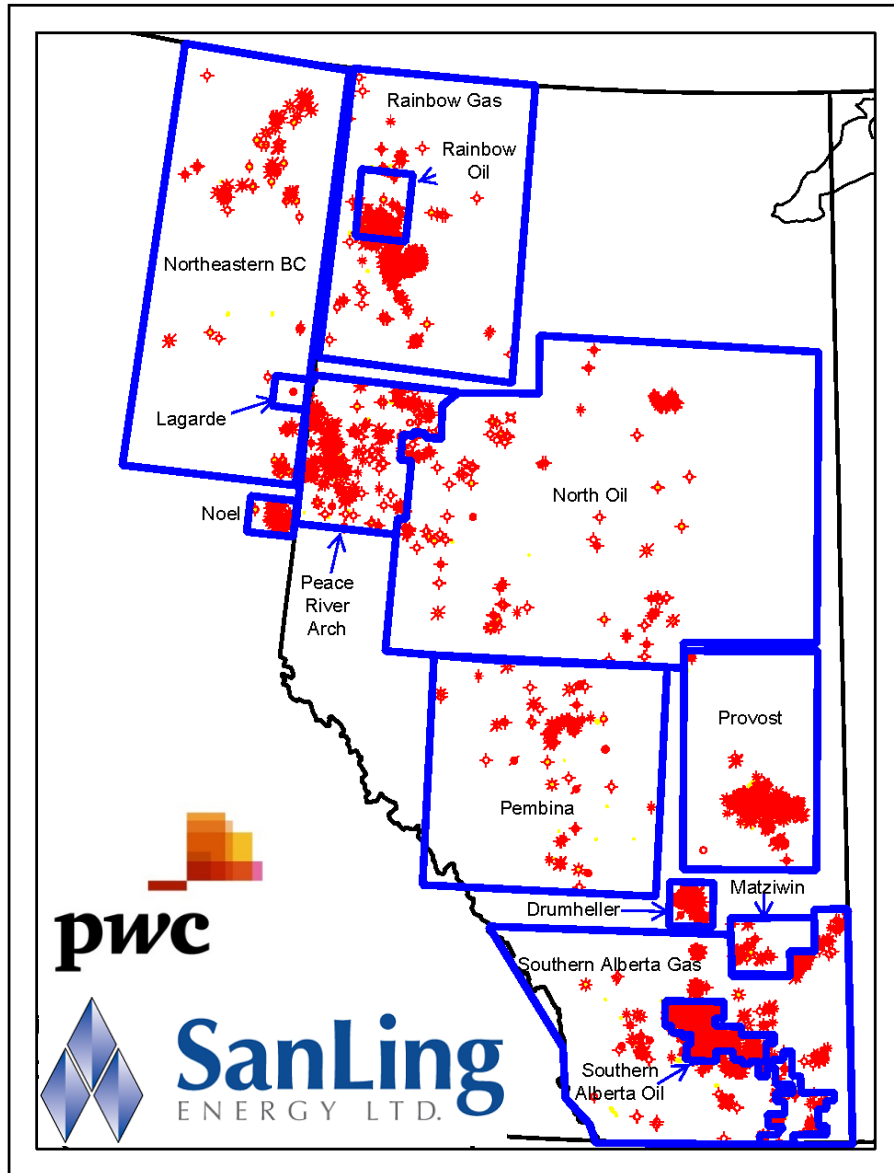 Rainbow Gas
Rainbow
Oil
Northeastern BC
Lagarde
North Oil
Noel
Peace
River
Arch
Provost
Pembina
Matziwin
Drumheller
Southern Alberta Gas
Southern
Alberta Oil
pwc
SanLing
ENERGY LTD.